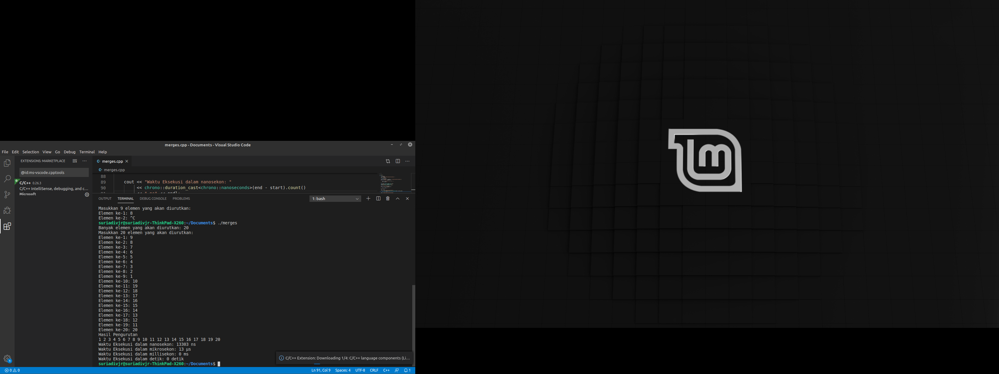 merges.cpp - Documents - Visual Studio Code
File Edit Selection View Go Debug Terminal Help
EXTENSIONS: MARKETPLACE
@id:ms-vscode.cpptools
C/C++ 0.26.3
C/C++ IntelliSense, debugging, and c...
Microsoft
merges.cpp
merges.cpp
88
89 cout << "Waktu Eksekusi dalam nanosekon: "
90 << chrono::duration_cast<chrono::nanoseconds>(end - start).count()
OUTPUT TERMINAL DEBUG CONSOLE PROBLEMS
1: bash
Masukkan 9 elemen yang akan diurutkan:
Elemen ke-1: 8
Elemen ke-2: ^C
suriadivjr@suriadivjr-ThinkPad-X260:~/Documents$ ./merges
Banyak elemen yang akan diurutkan: 20
Masukkan 20 elemen yang akan diurutkan:
Elemen ke-1: 9
Elemen ke-2: 8
Elemen ke-3: 7
Elemen ke-4: 6
Elemen ke-5: 5
Elemen ke-6: 4
Elemen ke-7: 3
Elemen ke-8: 2
Elemen ke-9: 1
Elemen ke-10: 10
Elemen ke-11: 19
Elemen ke-12: 18
Elemen ke-13: 17
Elemen ke-14: 16
Elemen ke-15: 15
Elemen ke-16: 14
Elemen ke-17: 13
Elemen ke-18: 12
Elemen ke-19: 11
Elemen ke-20: 20
Hasil Pengurutan
1 2 3 4 5 6 7 8 9 10 11 12 13 14 15 16 17 18 19 20
Waktu Eksekusi dalam nanosekon: 13303 ns
Waktu Eksekusi dalam mikrosekon: 13 µs
Waktu Eksekusi dalam millisekon: 0 ms
Waktu Eksekusi dalam detik: 0 detik
suriadivjr@suriadivjr-ThinkPad-X260:~/Documents$
C/C++ Extension: Downloading 1/4: C/C++ language components (Li...
1
0 0
Ln 91, Col 9 Spaces: 4 UTF-8 CRLF C++ 1